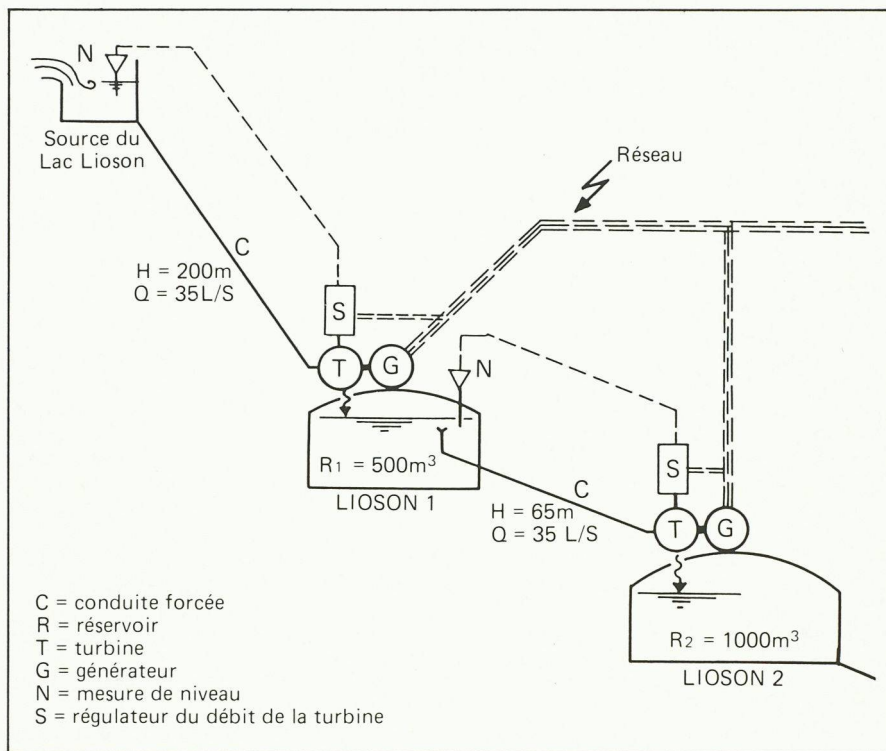 N
Source du
Lac Lioson
Réseau
C
H = 200m
Q = 35L/S
S
T
G
N
R1 = 500m³
LIOSON 1
C
H = 65m
Q = 35 L/S
S
T
G
R2 = 1000m³
LIOSON 2
C = conduite forcée
R = réservoir
T = turbine
G = générateur
N = mesure de niveau
S = régulateur du débit de la turbine